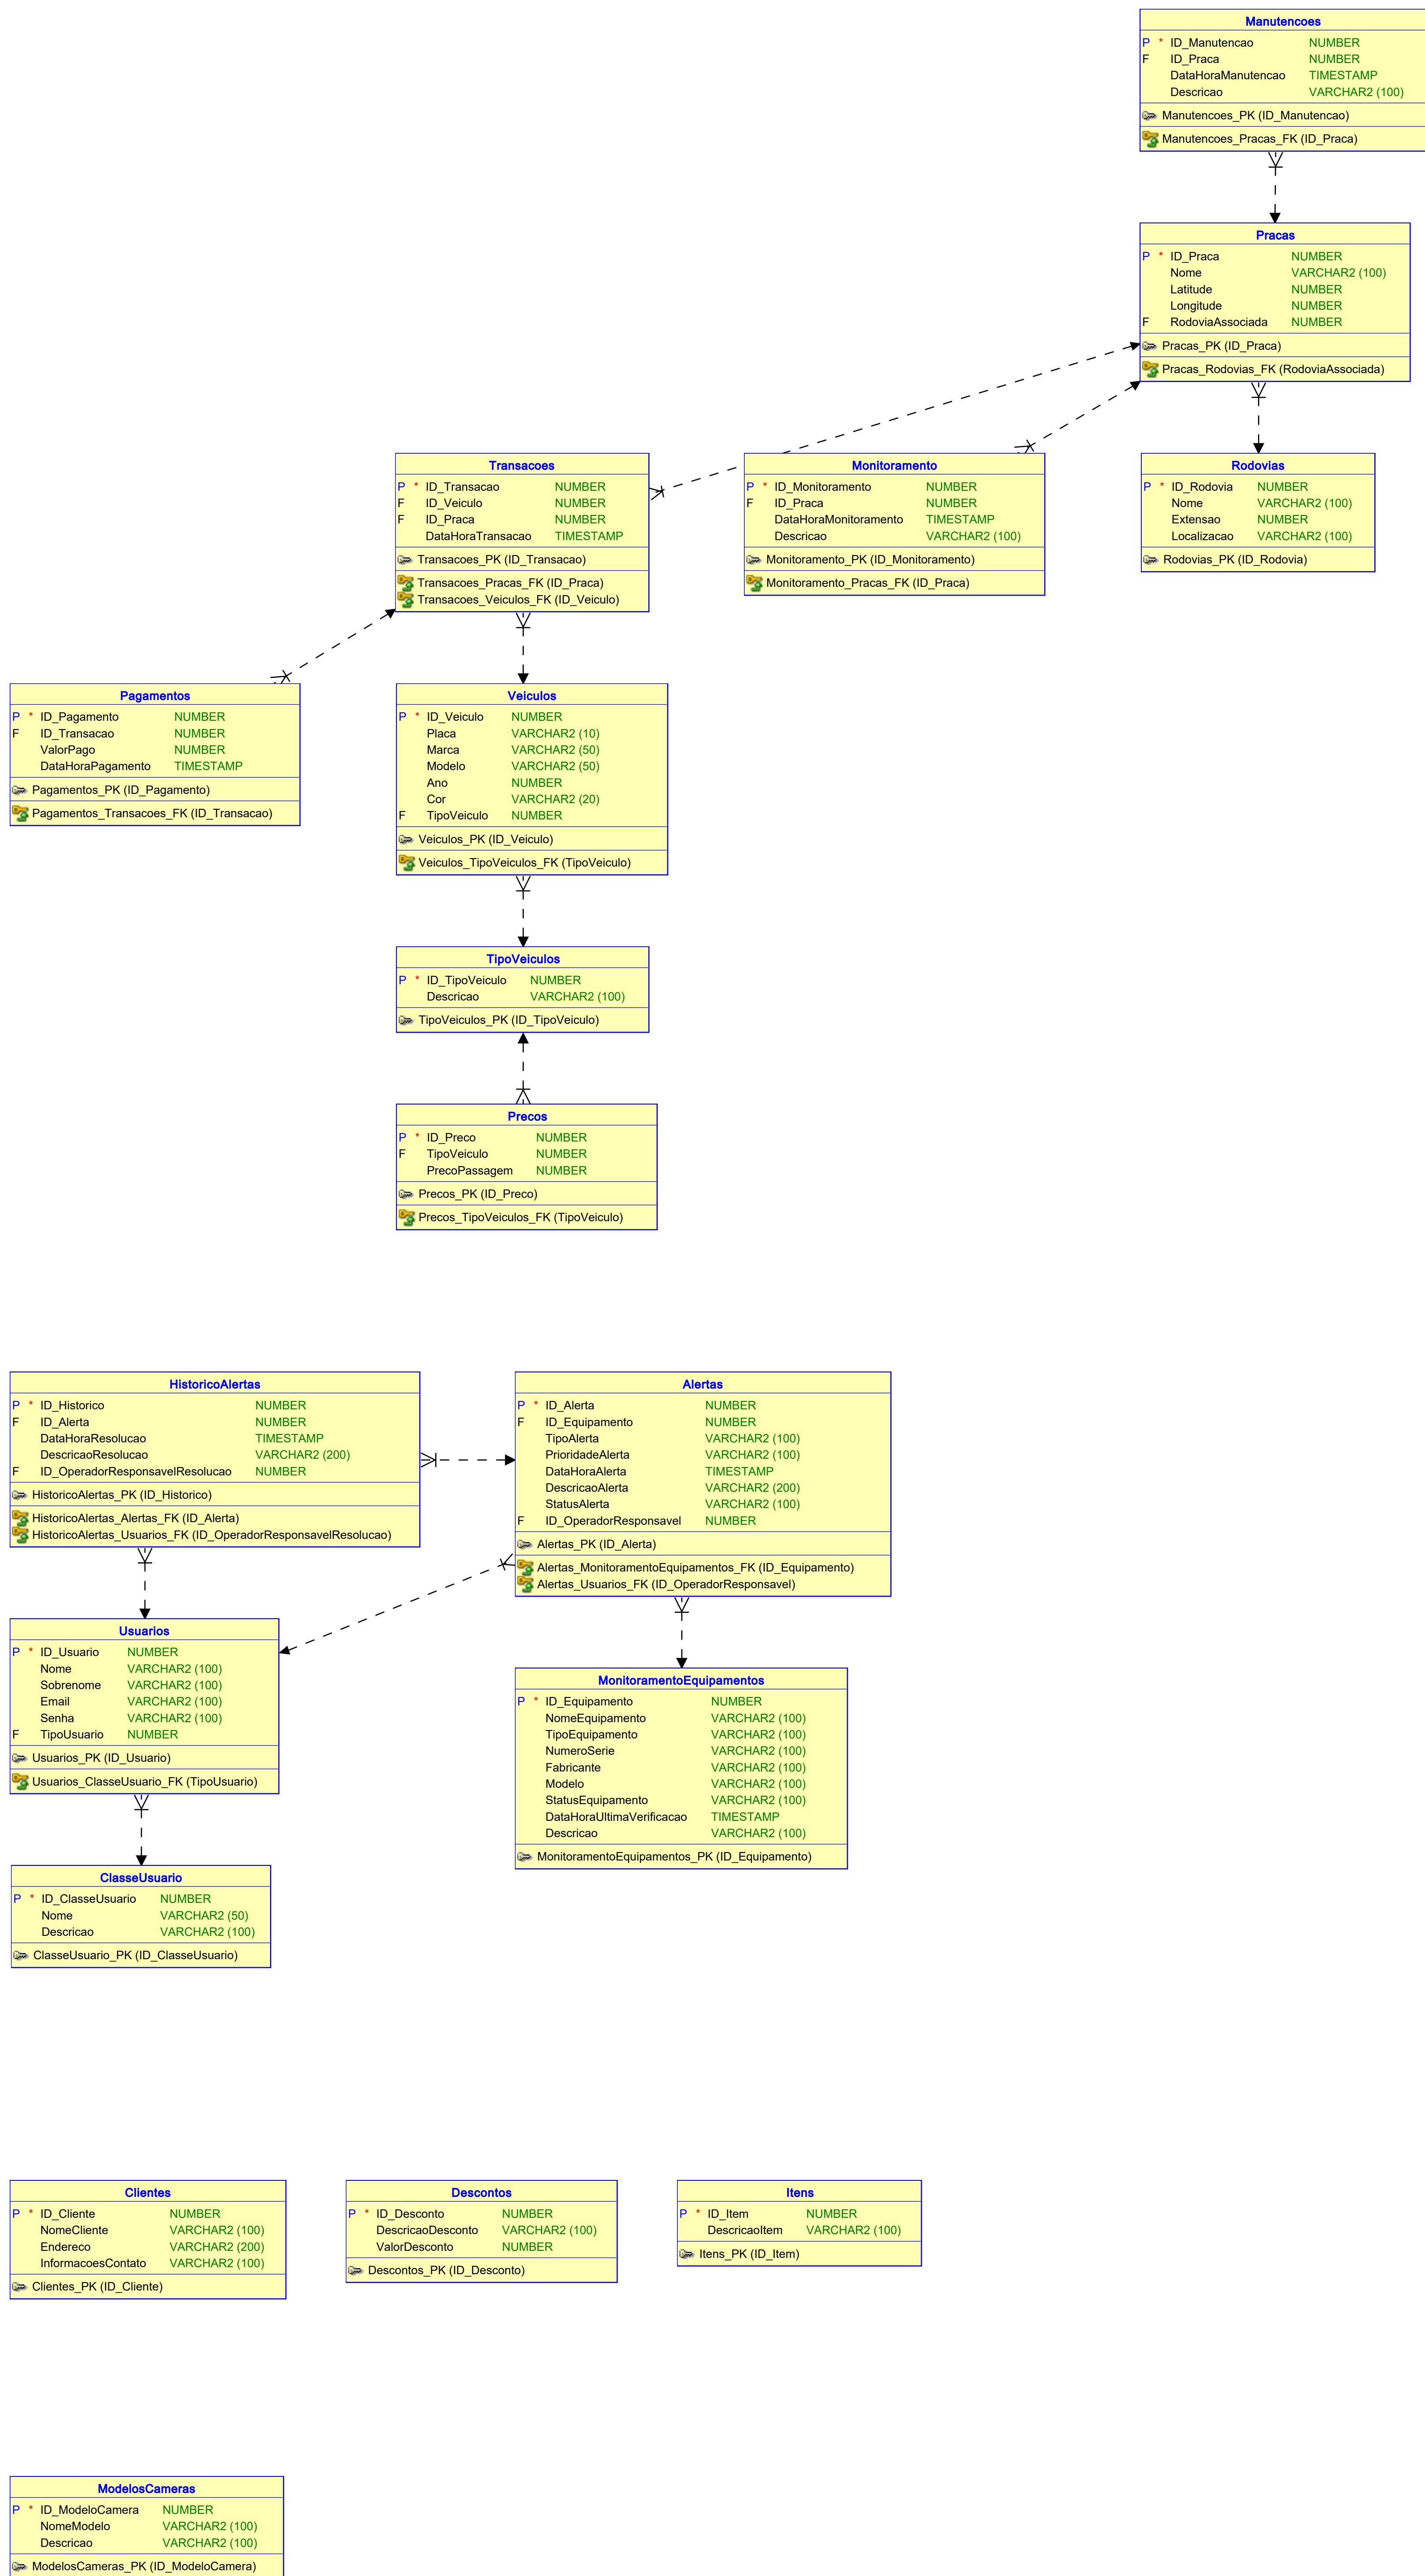 Manutencoes
P * ID_Manutencao NUMBER
F ID_Praca NUMBER
DataHoraManutencao TIMESTAMP
Descricao VARCHAR2 (100)
Manutencoes_PK (ID_Manutencao)
Manutencoes_Pracas_FK (ID_Praca)
Pracas
P * ID_Praca NUMBER
Nome VARCHAR2 (100)
Latitude NUMBER
Longitude NUMBER
F RodoviaAssociada NUMBER
Pracas_PK (ID_Praca)
Pracas_Rodovias_FK (RodoviaAssociada)
Transacoes
P * ID_Transacao NUMBER
F ID_Veiculo NUMBER
F ID_Praca NUMBER
DataHoraTransacao TIMESTAMP
Transacoes_PK (ID_Transacao)
Transacoes_Pracas_FK (ID_Praca)
Transacoes_Veiculos_FK (ID_Veiculo)
Monitoramento
P * ID_Monitoramento NUMBER
F ID_Praca NUMBER
DataHoraMonitoramento TIMESTAMP
Descricao VARCHAR2 (100)
Monitoramento_PK (ID_Monitoramento)
Monitoramento_Pracas_FK (ID_Praca)
Rodovias
P * ID_Rodovia NUMBER
Nome VARCHAR2 (100)
Extensao NUMBER
Localizacao VARCHAR2 (100)
Rodovias_PK (ID_Rodovia)
Pagamentos
P * ID_Pagamento NUMBER
F ID_Transacao NUMBER
ValorPago NUMBER
DataHoraPagamento TIMESTAMP
Pagamentos_PK (ID_Pagamento)
Pagamentos_Transacoes_FK (ID_Transacao)
Veiculos
P * ID_Veiculo NUMBER
Placa VARCHAR2 (10)
Marca VARCHAR2 (50)
Modelo VARCHAR2 (50)
Ano NUMBER
Cor VARCHAR2 (20)
F TipoVeiculo NUMBER
Veiculos_PK (ID_Veiculo)
Veiculos_TipoVeiculos_FK (TipoVeiculo)
TipoVeiculos
P * ID_TipoVeiculo NUMBER
Descricao VARCHAR2 (100)
TipoVeiculos_PK (ID_TipoVeiculo)
Precos
P * ID_Preco NUMBER
F TipoVeiculo NUMBER
PrecoPassagem NUMBER
Precos_PK (ID_Preco)
Precos_TipoVeiculos_FK (TipoVeiculo)
HistoricoAlertas
P * ID_Historico NUMBER
F ID_Alerta NUMBER
DataHoraResolucao TIMESTAMP
DescricaoResolucao VARCHAR2 (200)
F ID_OperadorResponsavelResolucao NUMBER
HistoricoAlertas_PK (ID_Historico)
HistoricoAlertas_Alertas_FK (ID_Alerta)
HistoricoAlertas_Usuarios_FK (ID_OperadorResponsavelResolucao)
Alertas
P * ID_Alerta NUMBER
F ID_Equipamento NUMBER
TipoAlerta VARCHAR2 (100)
PrioridadeAlerta VARCHAR2 (100)
DataHoraAlerta TIMESTAMP
DescricaoAlerta VARCHAR2 (200)
StatusAlerta VARCHAR2 (100)
F ID_OperadorResponsavel NUMBER
Alertas_PK (ID_Alerta)
Alertas_MonitoramentoEquipamentos_FK (ID_Equipamento)
Alertas_Usuarios_FK (ID_OperadorResponsavel)
Usuarios
P * ID_Usuario NUMBER
Nome VARCHAR2 (100)
Sobrenome VARCHAR2 (100)
Email VARCHAR2 (100)
Senha VARCHAR2 (100)
F TipoUsuario NUMBER
Usuarios_PK (ID_Usuario)
Usuarios_ClasseUsuario_FK (TipoUsuario)
MonitoramentoEquipamentos
P * ID_Equipamento NUMBER
NomeEquipamento VARCHAR2 (100)
TipoEquipamento VARCHAR2 (100)
NumeroSerie VARCHAR2 (100)
Fabricante VARCHAR2 (100)
Modelo VARCHAR2 (100)
StatusEquipamento VARCHAR2 (100)
DataHoraUltimaVerificacao TIMESTAMP
Descricao VARCHAR2 (100)
MonitoramentoEquipamentos_PK (ID_Equipamento)
ClasseUsuario
P * ID_ClasseUsuario NUMBER
Nome VARCHAR2 (50)
Descricao VARCHAR2 (100)
ClasseUsuario_PK (ID_ClasseUsuario)
Clientes
P * ID_Cliente NUMBER
NomeCliente VARCHAR2 (100)
Endereco VARCHAR2 (200)
InformacoesContato VARCHAR2 (100)
Clientes_PK (ID_Cliente)
Descontos
P * ID_Desconto NUMBER
DescricaoDesconto VARCHAR2 (100)
ValorDesconto NUMBER
Descontos_PK (ID_Desconto)
Itens
P * ID_Item NUMBER
DescricaoItem VARCHAR2 (100)
Itens_PK (ID_Item)
ModelosCameras
P * ID_ModeloCamera NUMBER
NomeModelo VARCHAR2 (100)
Descricao VARCHAR2 (100)
ModelosCameras_PK (ID_ModeloCamera)